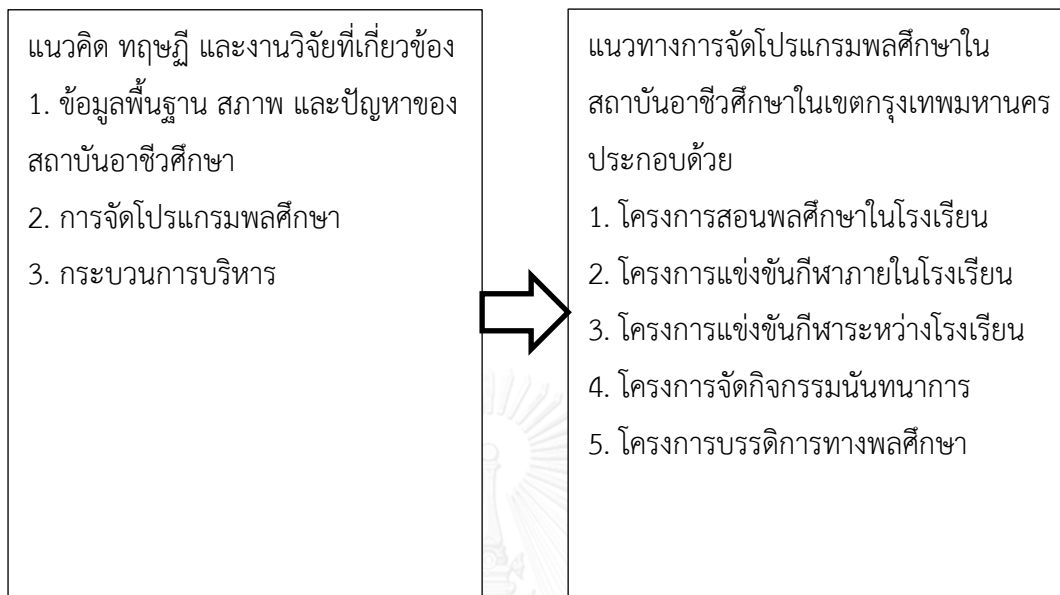 แนวคิด ทฤษฏี และงานวิจัยที่เกี่ยวข้อง
1. ข้อมูลพื้นฐาน สภาพ และปัญหาของ
สถาบันอาชีวศึกษา
2. การจัดโปรแกรมพลศึกษา
3. กระบวนการบริหาร
แนวทางการจัดโปรแกรมพลศึกษาใน
สถาบันอาชีวศึกษาในเขตกรุงเทพมหานคร
ประกอบด้วย
1. โครงการสอนพลศึกษาในโรงเรียน
2. โครงการแข่งขันกีฬาภายในโรงเรียน
3. โครงการแข่งขันกีฬาระหว่างโรงเรียน
4. โครงการจัดกิจกรรมนันทนาการ
5. โครงการบรรดิการทางพลศึกษา